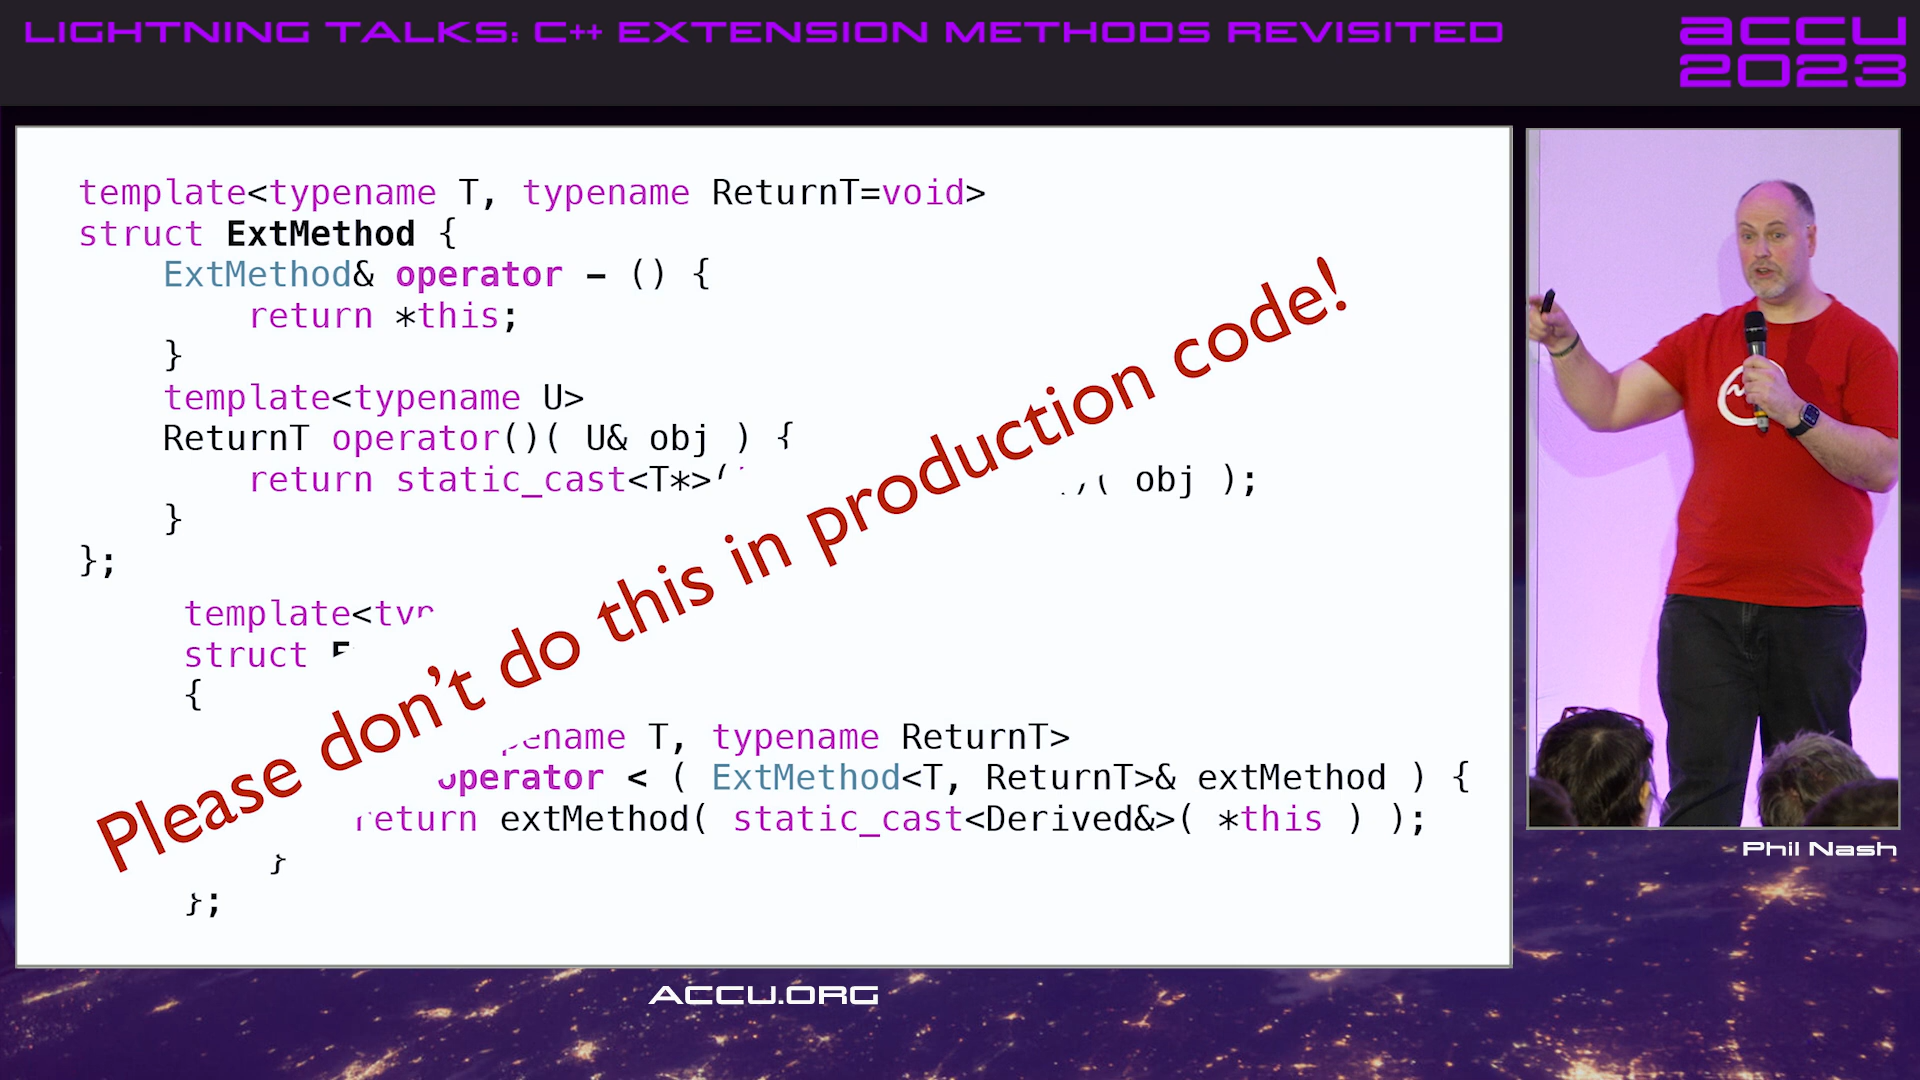 LIGHTNING TALKS: C++ EXTENSION METHODS REVISITED
accu
2023
template<typename T, typename ReturnT=void>
struct ExtMethod {
ExtMethod& operator - () {
return *this;
}
template<typename U>
ReturnT operator()( U& obj ) {
return static_cast<T*>( )( obj );
}
};
template<typ
struct E
{
typename T, typename ReturnT>
operator < ( ExtMethod<T, ReturnT>& extMethod ) {
return extMethod( static_cast<Derived&>( *this ) );
}
};
Please don't do this in production code!
Phil Nash
ACCU.ORG